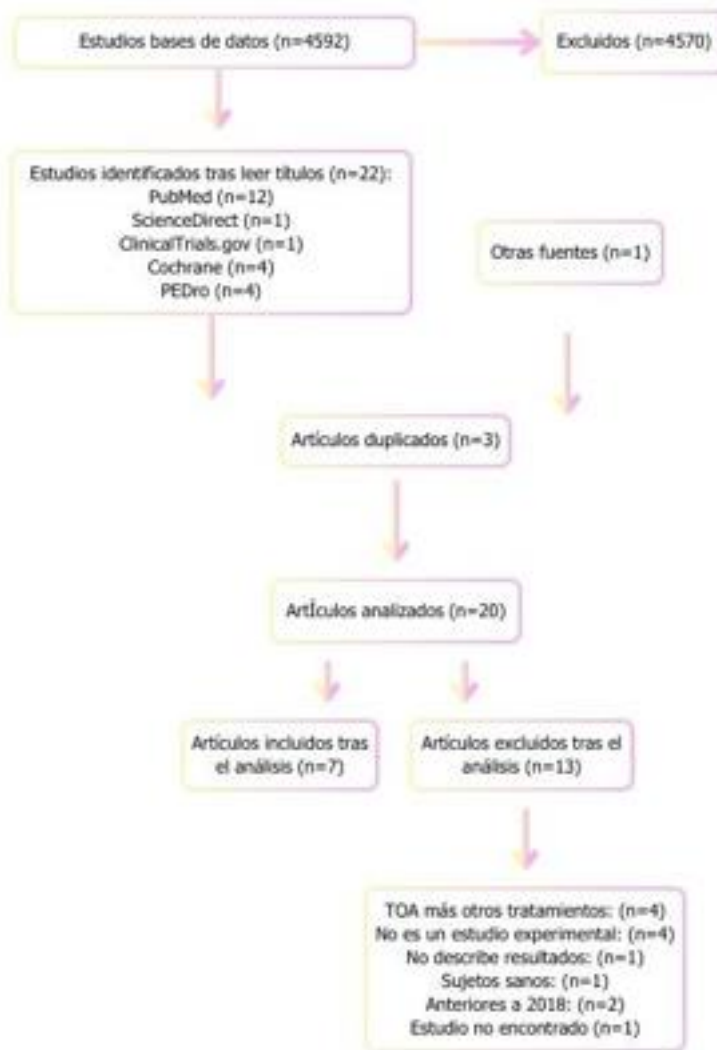 Estudios bases de datos (n=4592)
Excluidos (n=4570)
Estudios identificados tras leer títulos (n=22):
PubMed (n=12)
ScienceDirect (n=1)
ClinicalTrials.gov (n=1)
Cochrane (n=4)
PEDro (n=4)
Otras fuentes (n=1)
Artículos duplicados (n=3)
ArtÍculos analizados (n=20)
Artículos incluidos tras
el análisis (n=7)
Artículos excluidos tras el
análisis (n=13)
TOA más otros tratamientos: (n=4)
No es un estudio experimental: (n=4)
No describe resultados: (n=1)
Sujetos sanos: (n=1)
Anteriores a 2018: (n=2)
Estudio no encontrado (n=1)